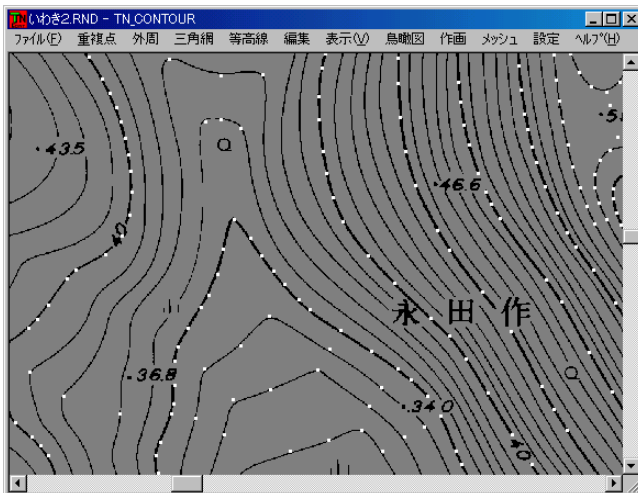 いわき2.RND - TN_CONTOUR
ファイル(F) 重複点 外周 三角網 等高線 編集 表示(V) 鳥瞰図 作画 メッシュ 設定 ヘルプ(H)
43.5
46.6
40
永田作
36.8
34.0
40